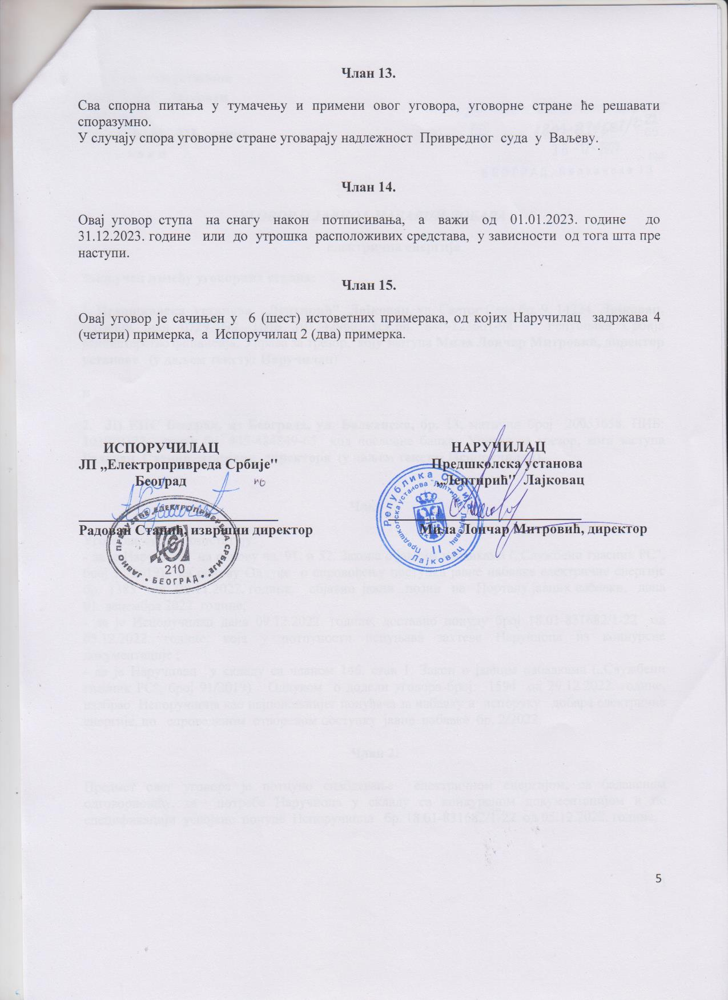 Члан 13.
Сва спорна питања у тумачењу и примени овог уговора, уговорне стране ће решавати
споразумно.
У случају спора уговорне стране уговарају надлежност Привредног суда у Ваљеву.
Члан 14.
Овај уговор ступа на снагу након потписивања, а важи од 01.01.2023. године до
31.12.2023. године или до утрошка расположивих средстава, у зависности од тога шта пре
наступи.
Члан 15.
Овај уговор је сачињен у 6 (шест) истоветних примерака, од којих Наручилац задржава 4
(четири) примерка, а Испоручилац 2 (два) примерка.
ИСПОРУЧИЛАЦ
ЈП „Електропривреда Србије"
Београд
Радован Станић, извршни директор
ЈАВНО ПРЕДУЗЕЋЕ ЕЛЕКТРОПРИВРЕДА СРБИЈЕ
210
БЕОГРАД
НАРУЧИЛАЦ
Предшколска установа
„Лептирић" Лајковац
Мила Лончар Митровић, директор
Република Србија
Предшколска установа "Лептирић" Лајковац
II
Лајковац
5